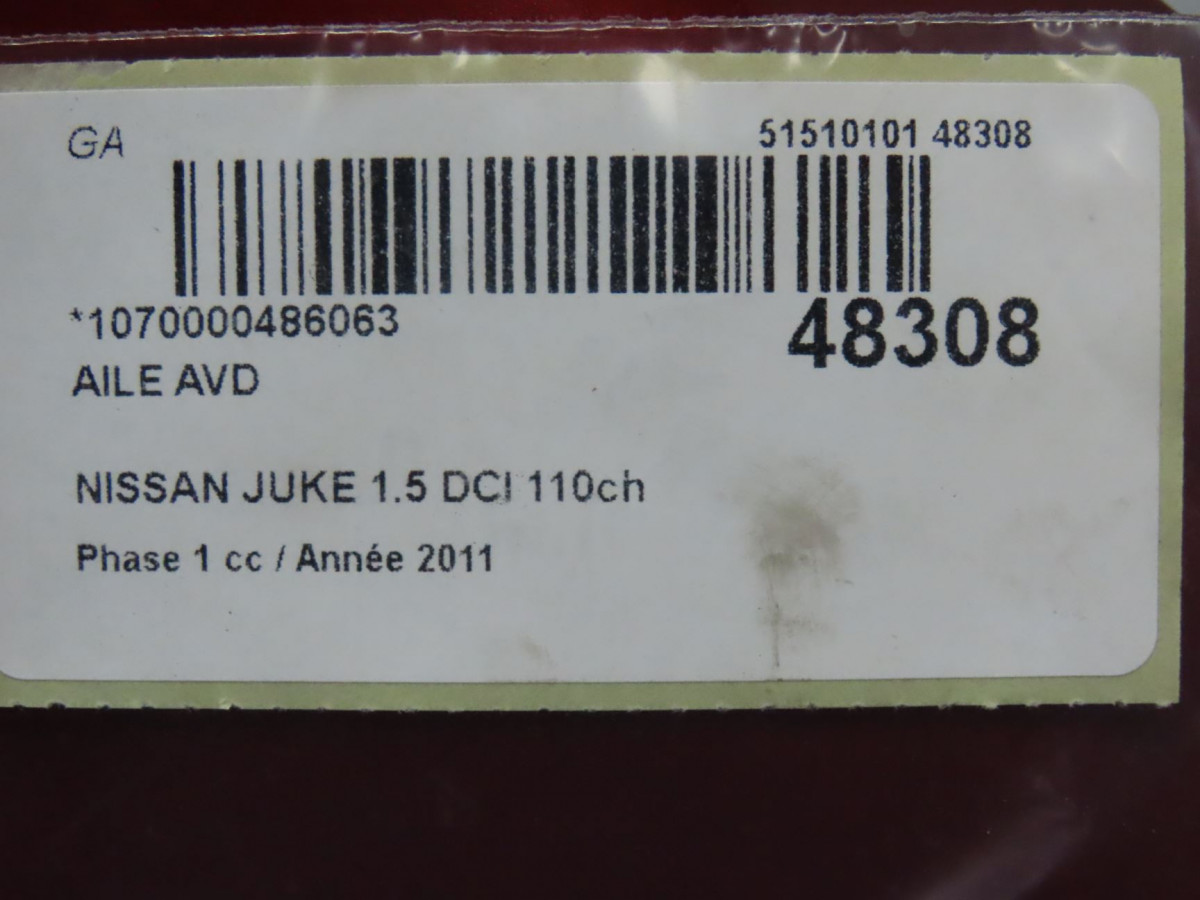 GA
51510101 48308
*1070000486063
48308
AILE AVD
NISSAN JUKE 1.5 DCI 110ch
Phase 1 cc / Année 2011